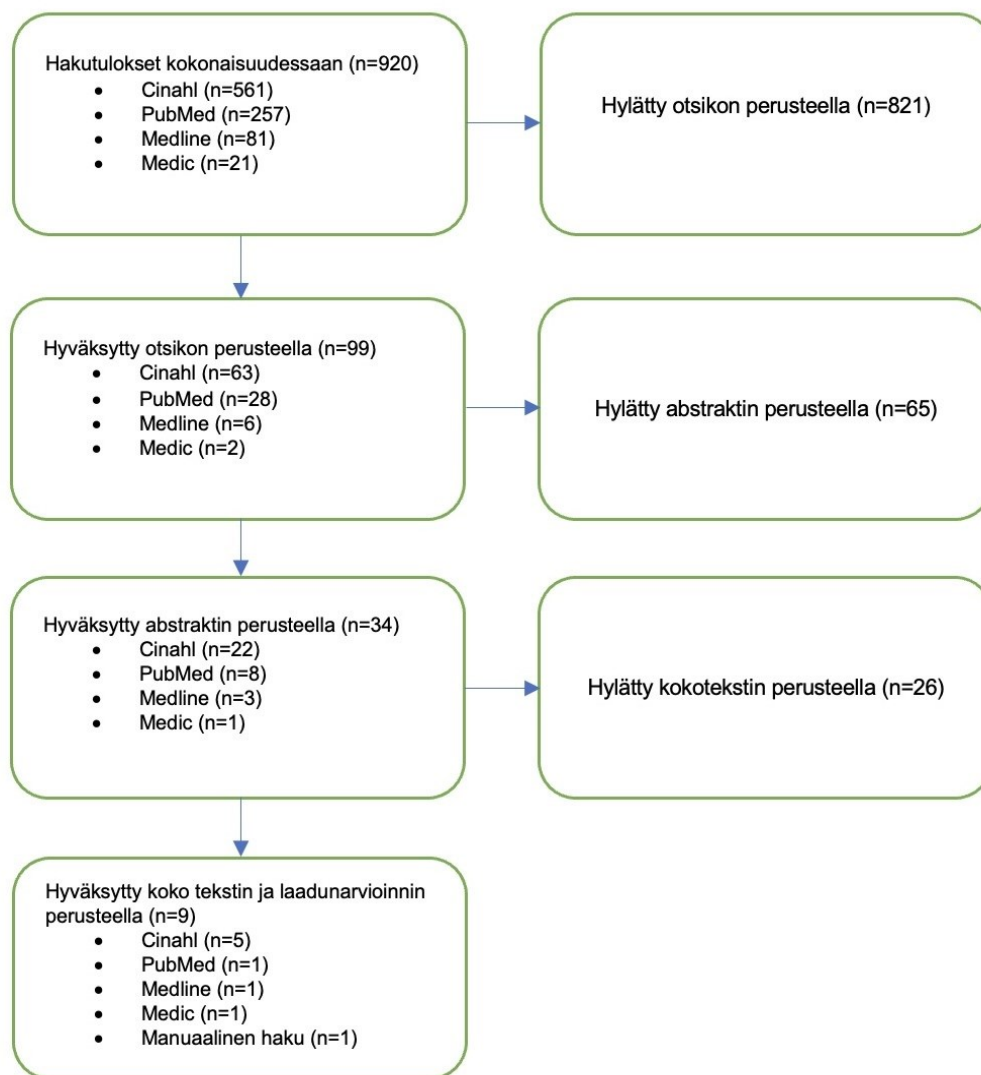 Hakutulokset kokonaisuudessaan (n=920)
• Cinahl (n=561)
• PubMed (n=257)
• Medline (n=81)
• Medic (n=21)
Hylätty otsikon perusteella (n=821)
Hyväksytty otsikon perusteella (n=99)
• Cinahl (n=63)
• PubMed (n=28)
• Medline (n=6)
• Medic (n=2)
Hylätty abstraktin perusteella (n=65)
Hyväksytty abstraktin perusteella (n=34)
• Cinahl (n=22)
• PubMed (n=8)
• Medline (n=3)
• Medic (n=1)
Hylätty kokotekstin perusteella (n=26)
Hyväksytty koko tekstin ja laadunarvioinnin
perusteella (n=9)
• Cinahl (n=5)
• PubMed (n=1)
• Medline (n=1)
• Medic (n=1)
• Manuaalinen haku (n=1)